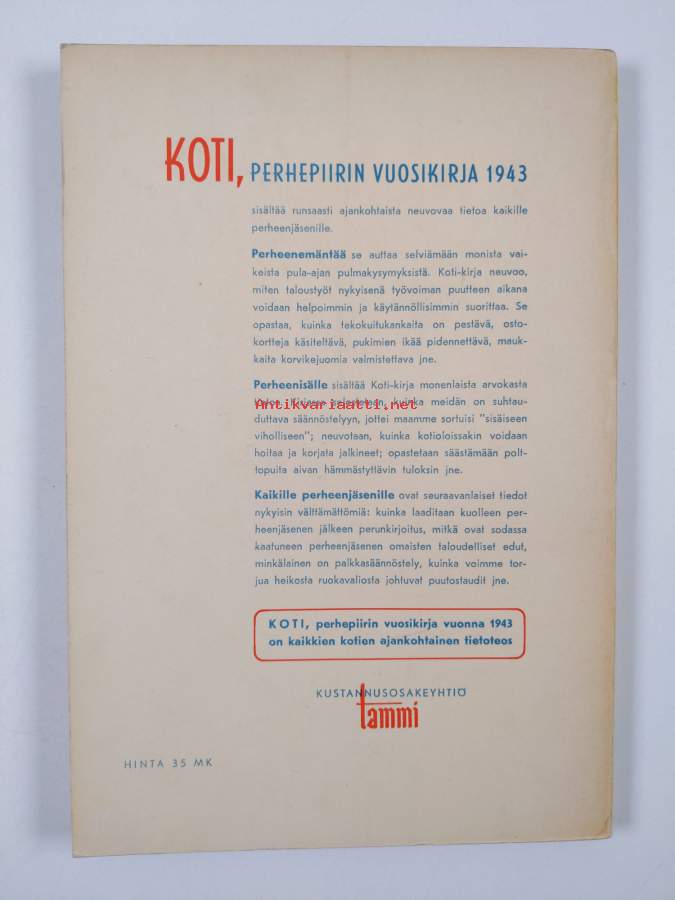 KOTI, PERHEPIIRIN VUOSIKIRJA 1943
sisältää runsaasti ajankohtaista neuvovaa tietoa kaikille
perheenjäsenille.
Perheenemäntää se auttaa selviämään monista vai-
keista pula-ajan pulmakysymyksistä. Koti-kirja neuvoo,
miten taloustyöt nykyisenä työvoiman puutteen aikana
voidaan helpoimmin ja käytännöllisimmin suorittaa. Se
opastaa, kuinka tekokuitukankaita on pestävä, osto-
kortteja käsiteltävä, pukimien ikää pidennettävä, mauk-
kaita korvikejuomia valmistettava jne.
Perheenisälle sisältää Koti-kirja monenlaista arvokasta
Antikvariaatti.net
kuinka meidän on suhtau-
duttava säännöstelyyn, jottei maamme sortuisi "sisäiseen
viholliseen"; neuvotaan, kuinka kotioloissakin voidaan
hoitaa ja korjata jalkineet; opastetaan säästämään polt-
topuita aivan hämmästyttävin tuloksin jne.
Kaikille perheenjäsenille ovat seuraavanlaiset tiedot
nykyisin välttämättömiä: kuinka laaditaan kuolleen per-
heenjäsenen jälkeen perunkirjoitus, mitkä ovat sodassa
kaatuneen perheenjäsenen omaisten taloudelliset edut,
minkälainen on palkkasäännöstely, kuinka voimme tor-
jua heikosta ruokavaliosta johtuvat puutostaudit jne.
KOTI, perhepiirin vuosikirja vuonna 1943
on kaikkien kotien ajankohtainen tietoteos
KUSTANNUSOSAKEYHTIÖ
tammi
HINTA 35 MK